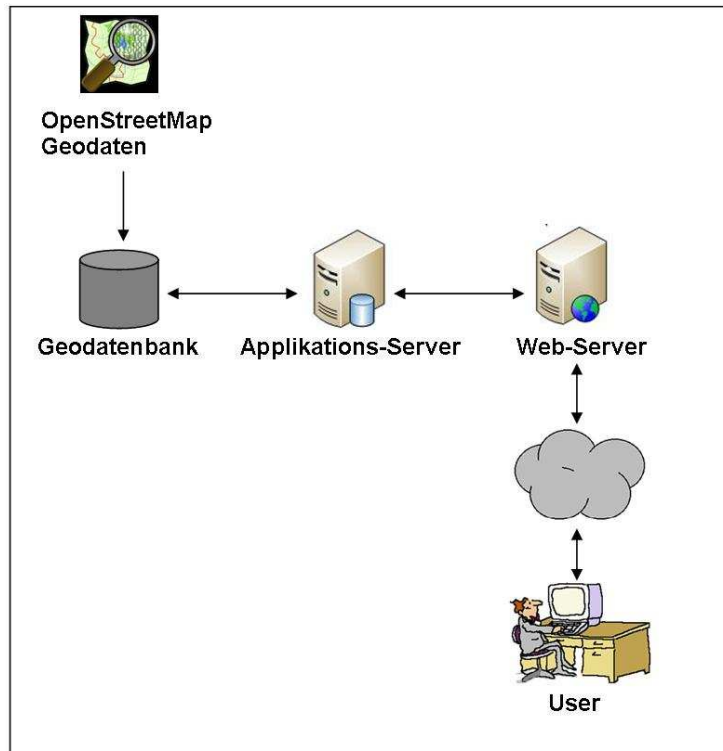 OpenStreetMap
Geodaten
Geodatenbank
Applikations-Server
Web-Server
User